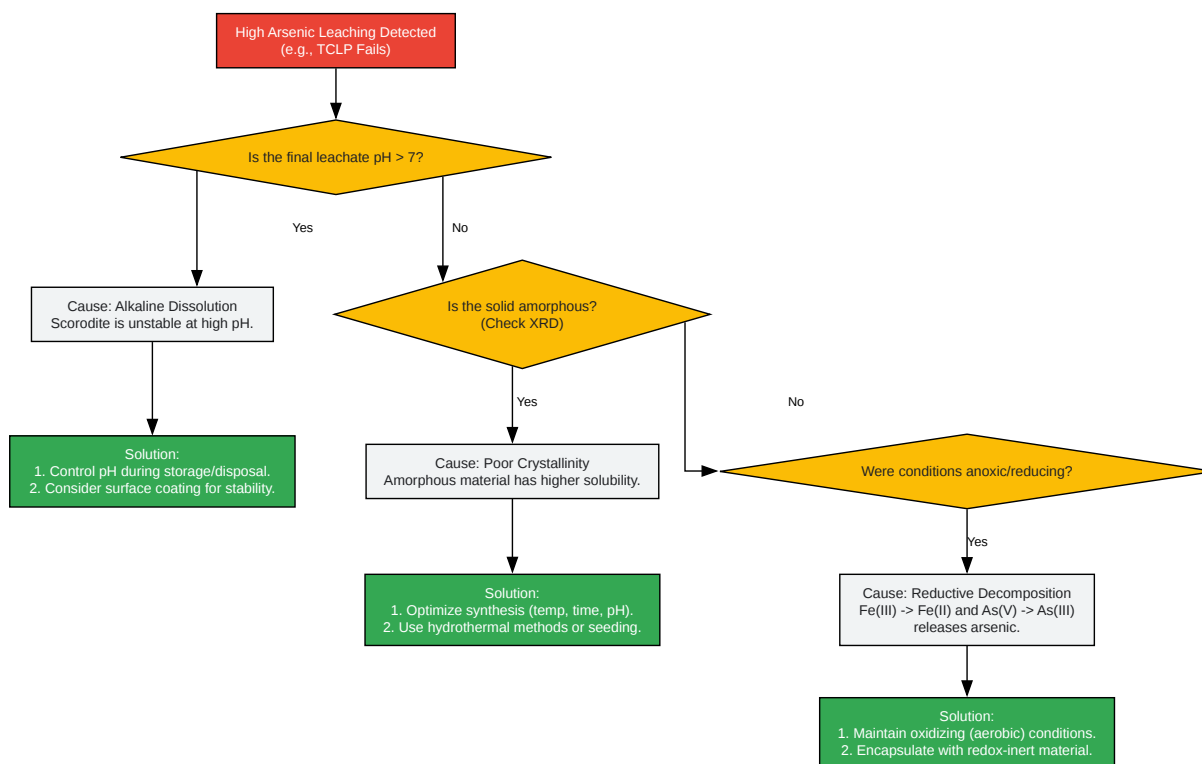 High Arsenic Leaching Detected
(e.g., TCLP Fails)
Is the final leachate pH > 7?
Yes
No
Cause: Alkaline Dissolution
Scorodite is unstable at high pH.
Is the solid amorphous?
(Check XRD)
Solution:
1. Control pH during storage/disposal.
2. Consider surface coating for stability.
Yes
No
Cause: Poor Crystallinity
Amorphous material has higher solubility.
Were conditions anoxic/reducing?
Yes
Solution:
1. Optimize synthesis (temp, time, pH).
2. Use hydrothermal methods or seeding.
Cause: Reductive Decomposition
Fe(III) -> Fe(II) and As(V) -> As(III)
releases arsenic.
Solution:
1. Maintain oxidizing (aerobic) conditions.
2. Encapsulate with redox-inert material.